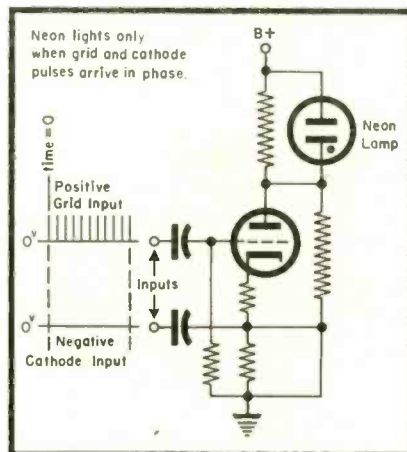 Neon lights only
when grid and cathode
pulses arrive in phase.
B+
Neon
Lamp
time = 0
Positive
Grid Input
0v
Inputs
0v
Negative
Cathode Input